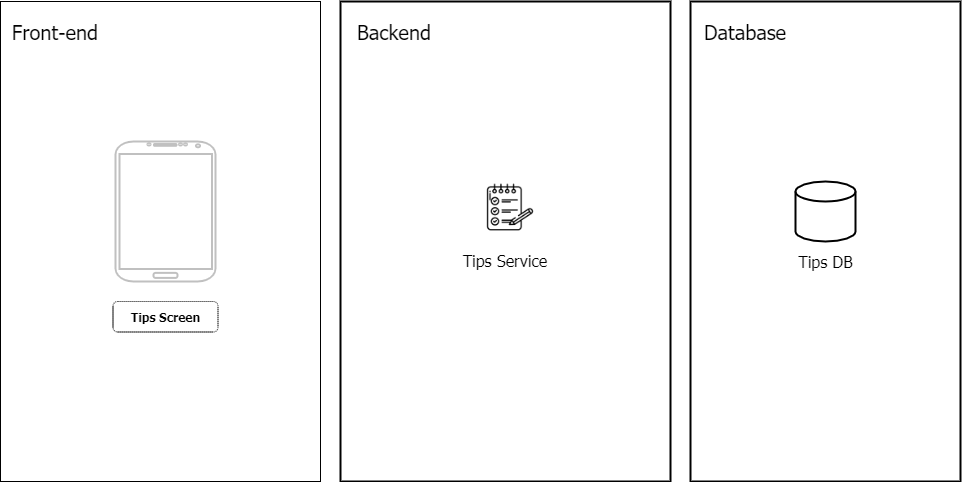 Front-end
Backend
Database
Tips Screen
Tips Service
Tips DB